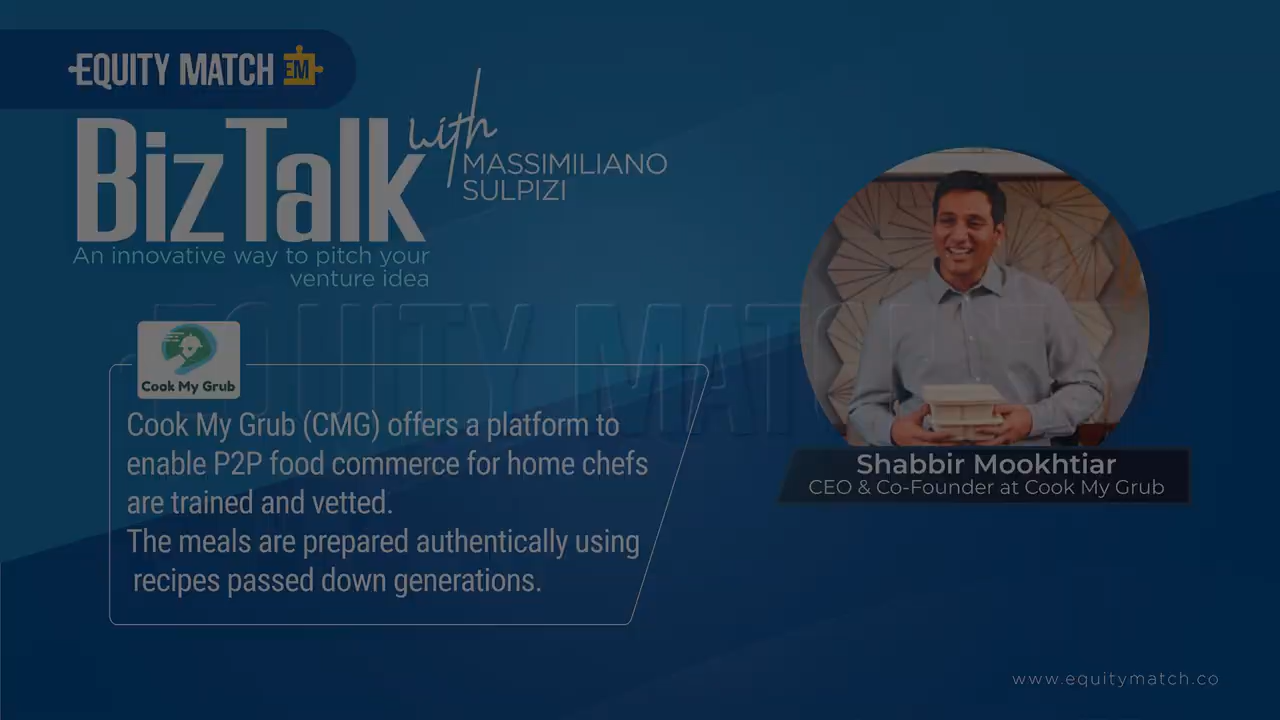 EQUITY MATCH EM
BizTalk with
MASSIMILIANO
SULPIZI
An innovative way to pitch your
venture idea
EQUITY MATCH
Cook My Grub
Cook My Grub (CMG) offers a platform to
enable P2P food commerce for home chefs
are trained and vetted.
The meals are prepared authentically using
recipes passed down generations.
Shabbir Mookhtiar
CEO & Co-Founder at Cook My Grub
www.equitymatch.co